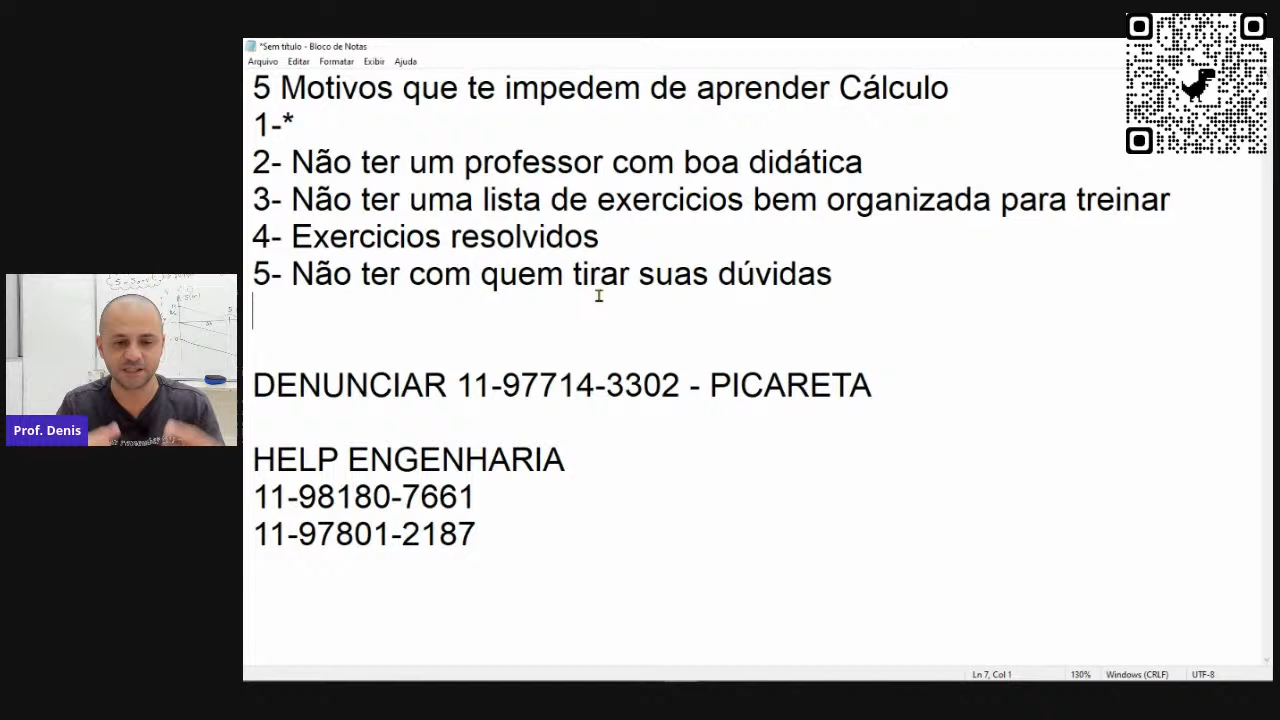 *Sem título - Bloco de Notas
Arquivo Editar Formatar Exibir Ajuda
5 Motivos que te impedem de aprender Cálculo
1-*
2- Não ter um professor com boa didática
3- Não ter uma lista de exercicios bem organizada para treinar
4- Exercicios resolvidos
5- Não ter com quem tirar suas dúvidas
DENUNCIAR 11-97714-3302 - PICARETA
HELP ENGENHARIA
11-98180-7661
11-97801-2187
Prof. Denis
Ln 7, Col 1 130% Windows (CRLF) UTF-8